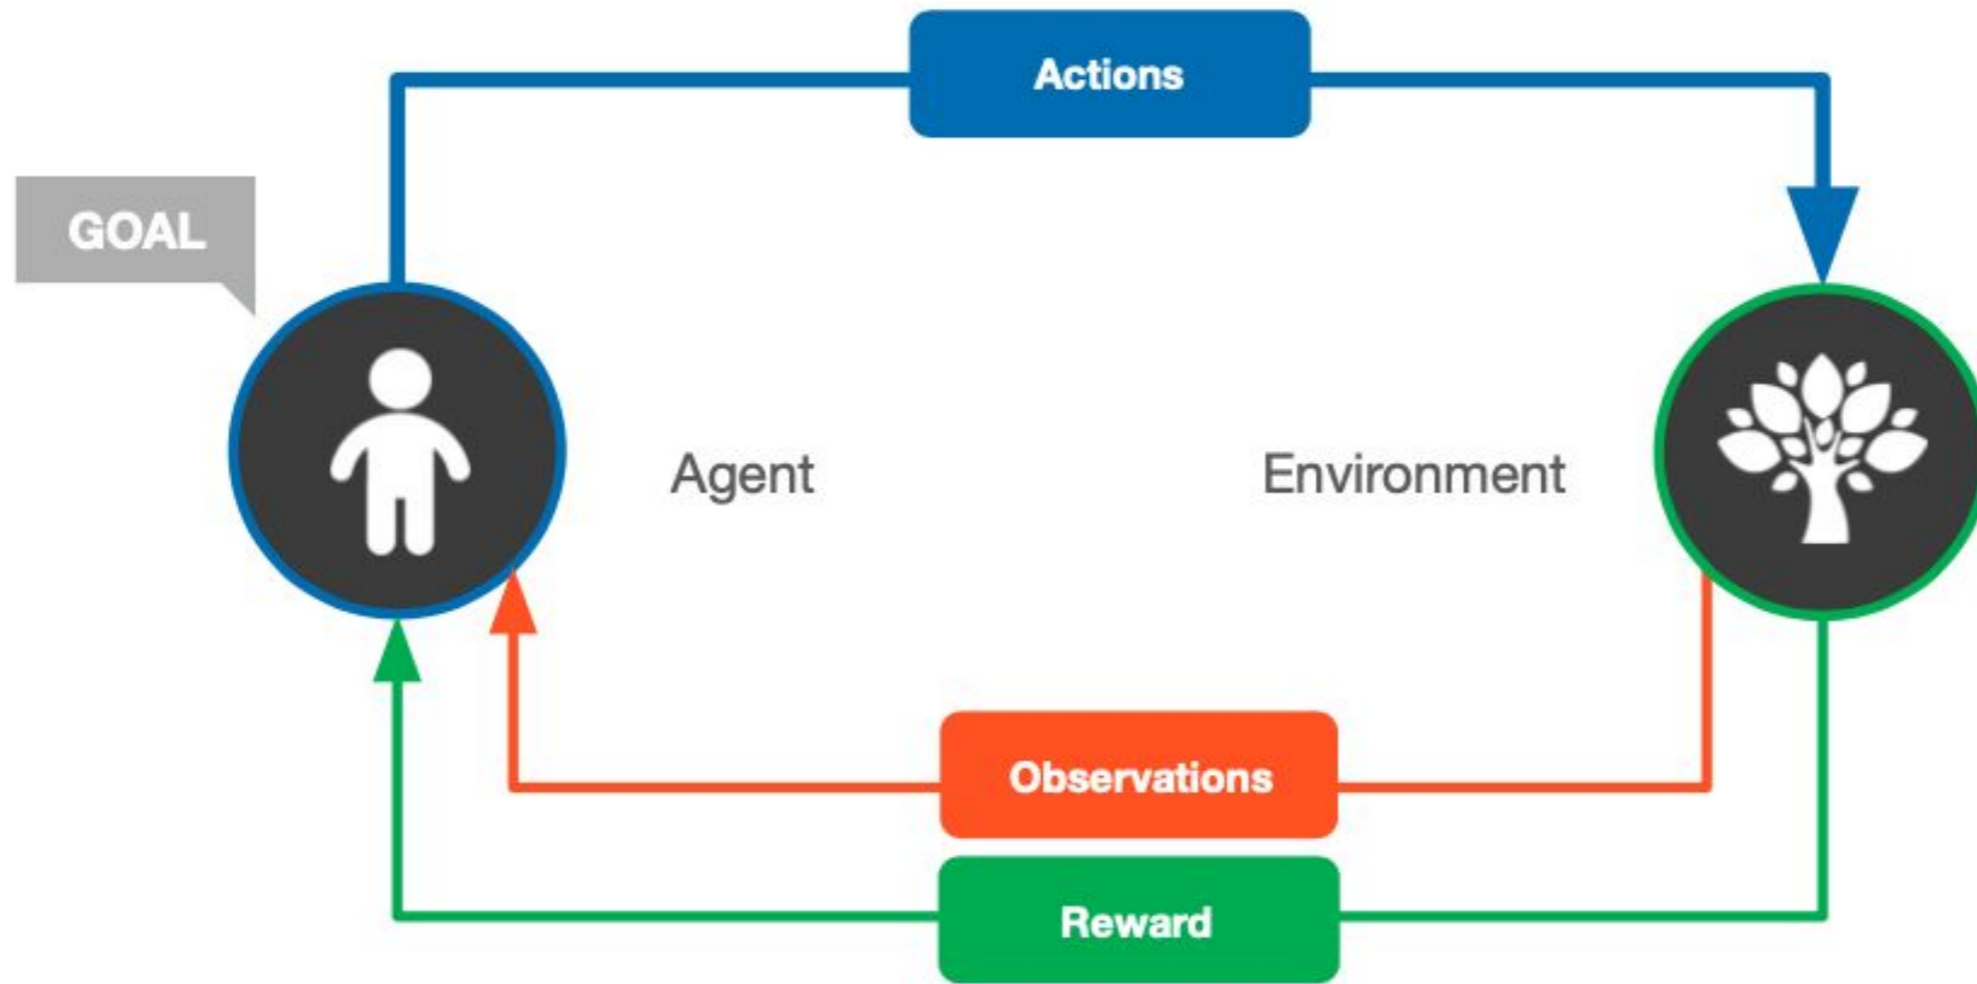 Actions
GOAL
Agent
Environment
Observations
Reward